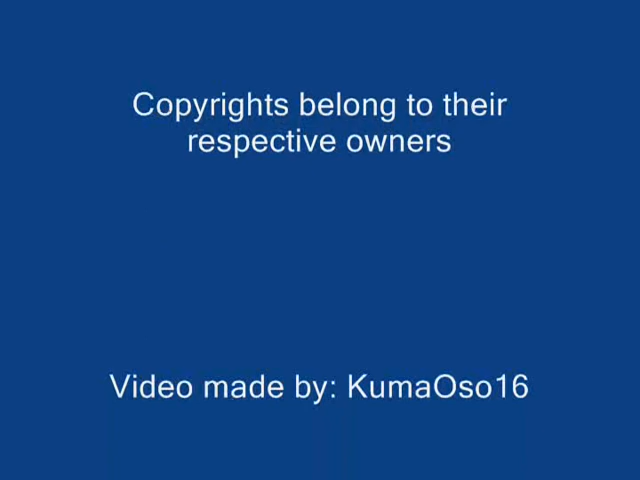 Copyrights belong to their
respective owners
Video made by: KumaOso16